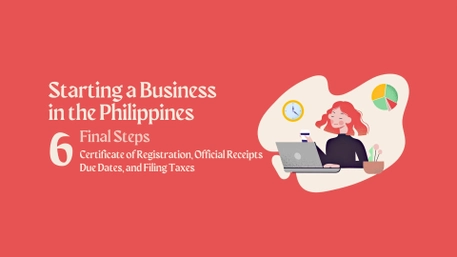 Starting a Business
in the Philippines
6 Final Steps
Certificate of Registration, Official Receipts
Due Dates, and Filing Taxes